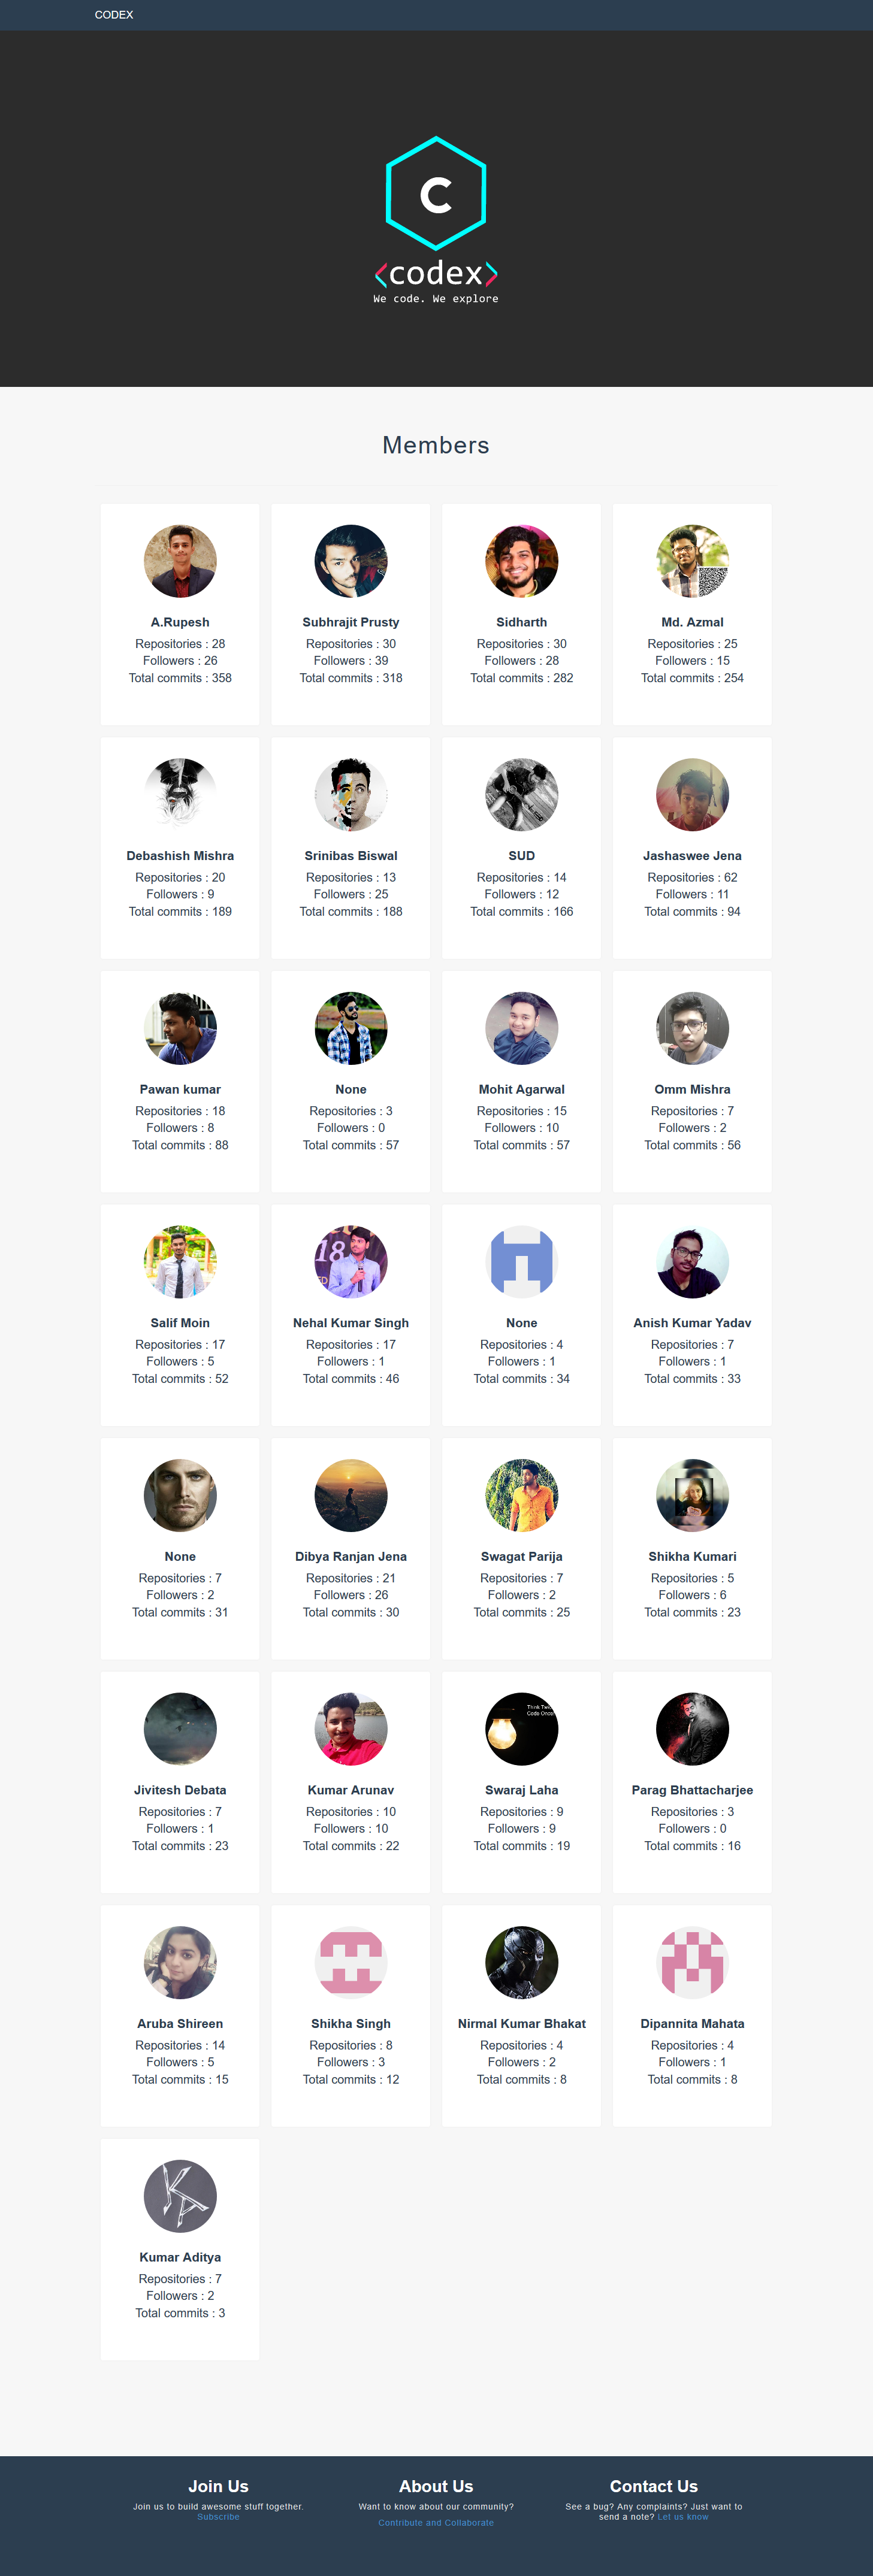 CODEX
C
<codex>
We code. We explore
Members
A.Rupesh
Repositories : 28
Followers : 26
Total commits : 358
Subhrajit Prusty
Repositories : 30
Followers : 39
Total commits : 318
Sidharth
Repositories : 30
Followers : 28
Total commits : 282
Md. Azmal
Repositories : 25
Followers : 15
Total commits : 254
Debashish Mishra
Repositories : 20
Followers : 9
Total commits : 189
Srinibas Biswal
Repositories : 13
Followers : 25
Total commits : 188
SUD
Repositories : 14
Followers : 12
Total commits : 166
Jashaswee Jena
Repositories : 62
Followers : 11
Total commits : 94
Pawan kumar
Repositories : 18
Followers : 8
Total commits : 88
None
Repositories : 3
Followers : 0
Total commits : 57
Mohit Agarwal
Repositories : 15
Followers : 10
Total commits : 57
Omm Mishra
Repositories : 7
Followers : 2
Total commits : 56
Salif Moin
Repositories : 17
Followers : 5
Total commits : 52
18
ED
Nehal Kumar Singh
Repositories : 17
Followers : 1
Total commits : 46
None
Repositories : 4
Followers : 1
Total commits : 34
Anish Kumar Yadav
Repositories : 7
Followers : 1
Total commits : 33
None
Repositories : 7
Followers : 2
Total commits : 31
Dibya Ranjan Jena
Repositories : 21
Followers : 26
Total commits : 30
Swagat Parija
Repositories : 7
Followers : 2
Total commits : 25
Shikha Kumari
Repositories : 5
Followers : 6
Total commits : 23
Jivitesh Debata
Repositories : 7
Followers : 1
Total commits : 23
Kumar Arunav
Repositories : 10
Followers : 10
Total commits : 22
Think Twi
Code Once
Swaraj Laha
Repositories : 9
Followers : 9
Total commits : 19
Parag Bhattacharjee
Repositories : 3
Followers : 0
Total commits : 16
Aruba Shireen
Repositories : 14
Followers : 5
Total commits : 15
Shikha Singh
Repositories : 8
Followers : 3
Total commits : 12
Nirmal Kumar Bhakat
Repositories : 4
Followers : 2
Total commits : 8
Dipannita Mahata
Repositories : 4
Followers : 1
Total commits : 8
KA
Kumar Aditya
Repositories : 7
Followers : 2
Total commits : 3
Join Us
Join us to build awesome stuff together.
Subscribe
About Us
Want to know about our community?
Contribute and Collaborate
Contact Us
See a bug? Any complaints? Just want to
send a note? Let us know